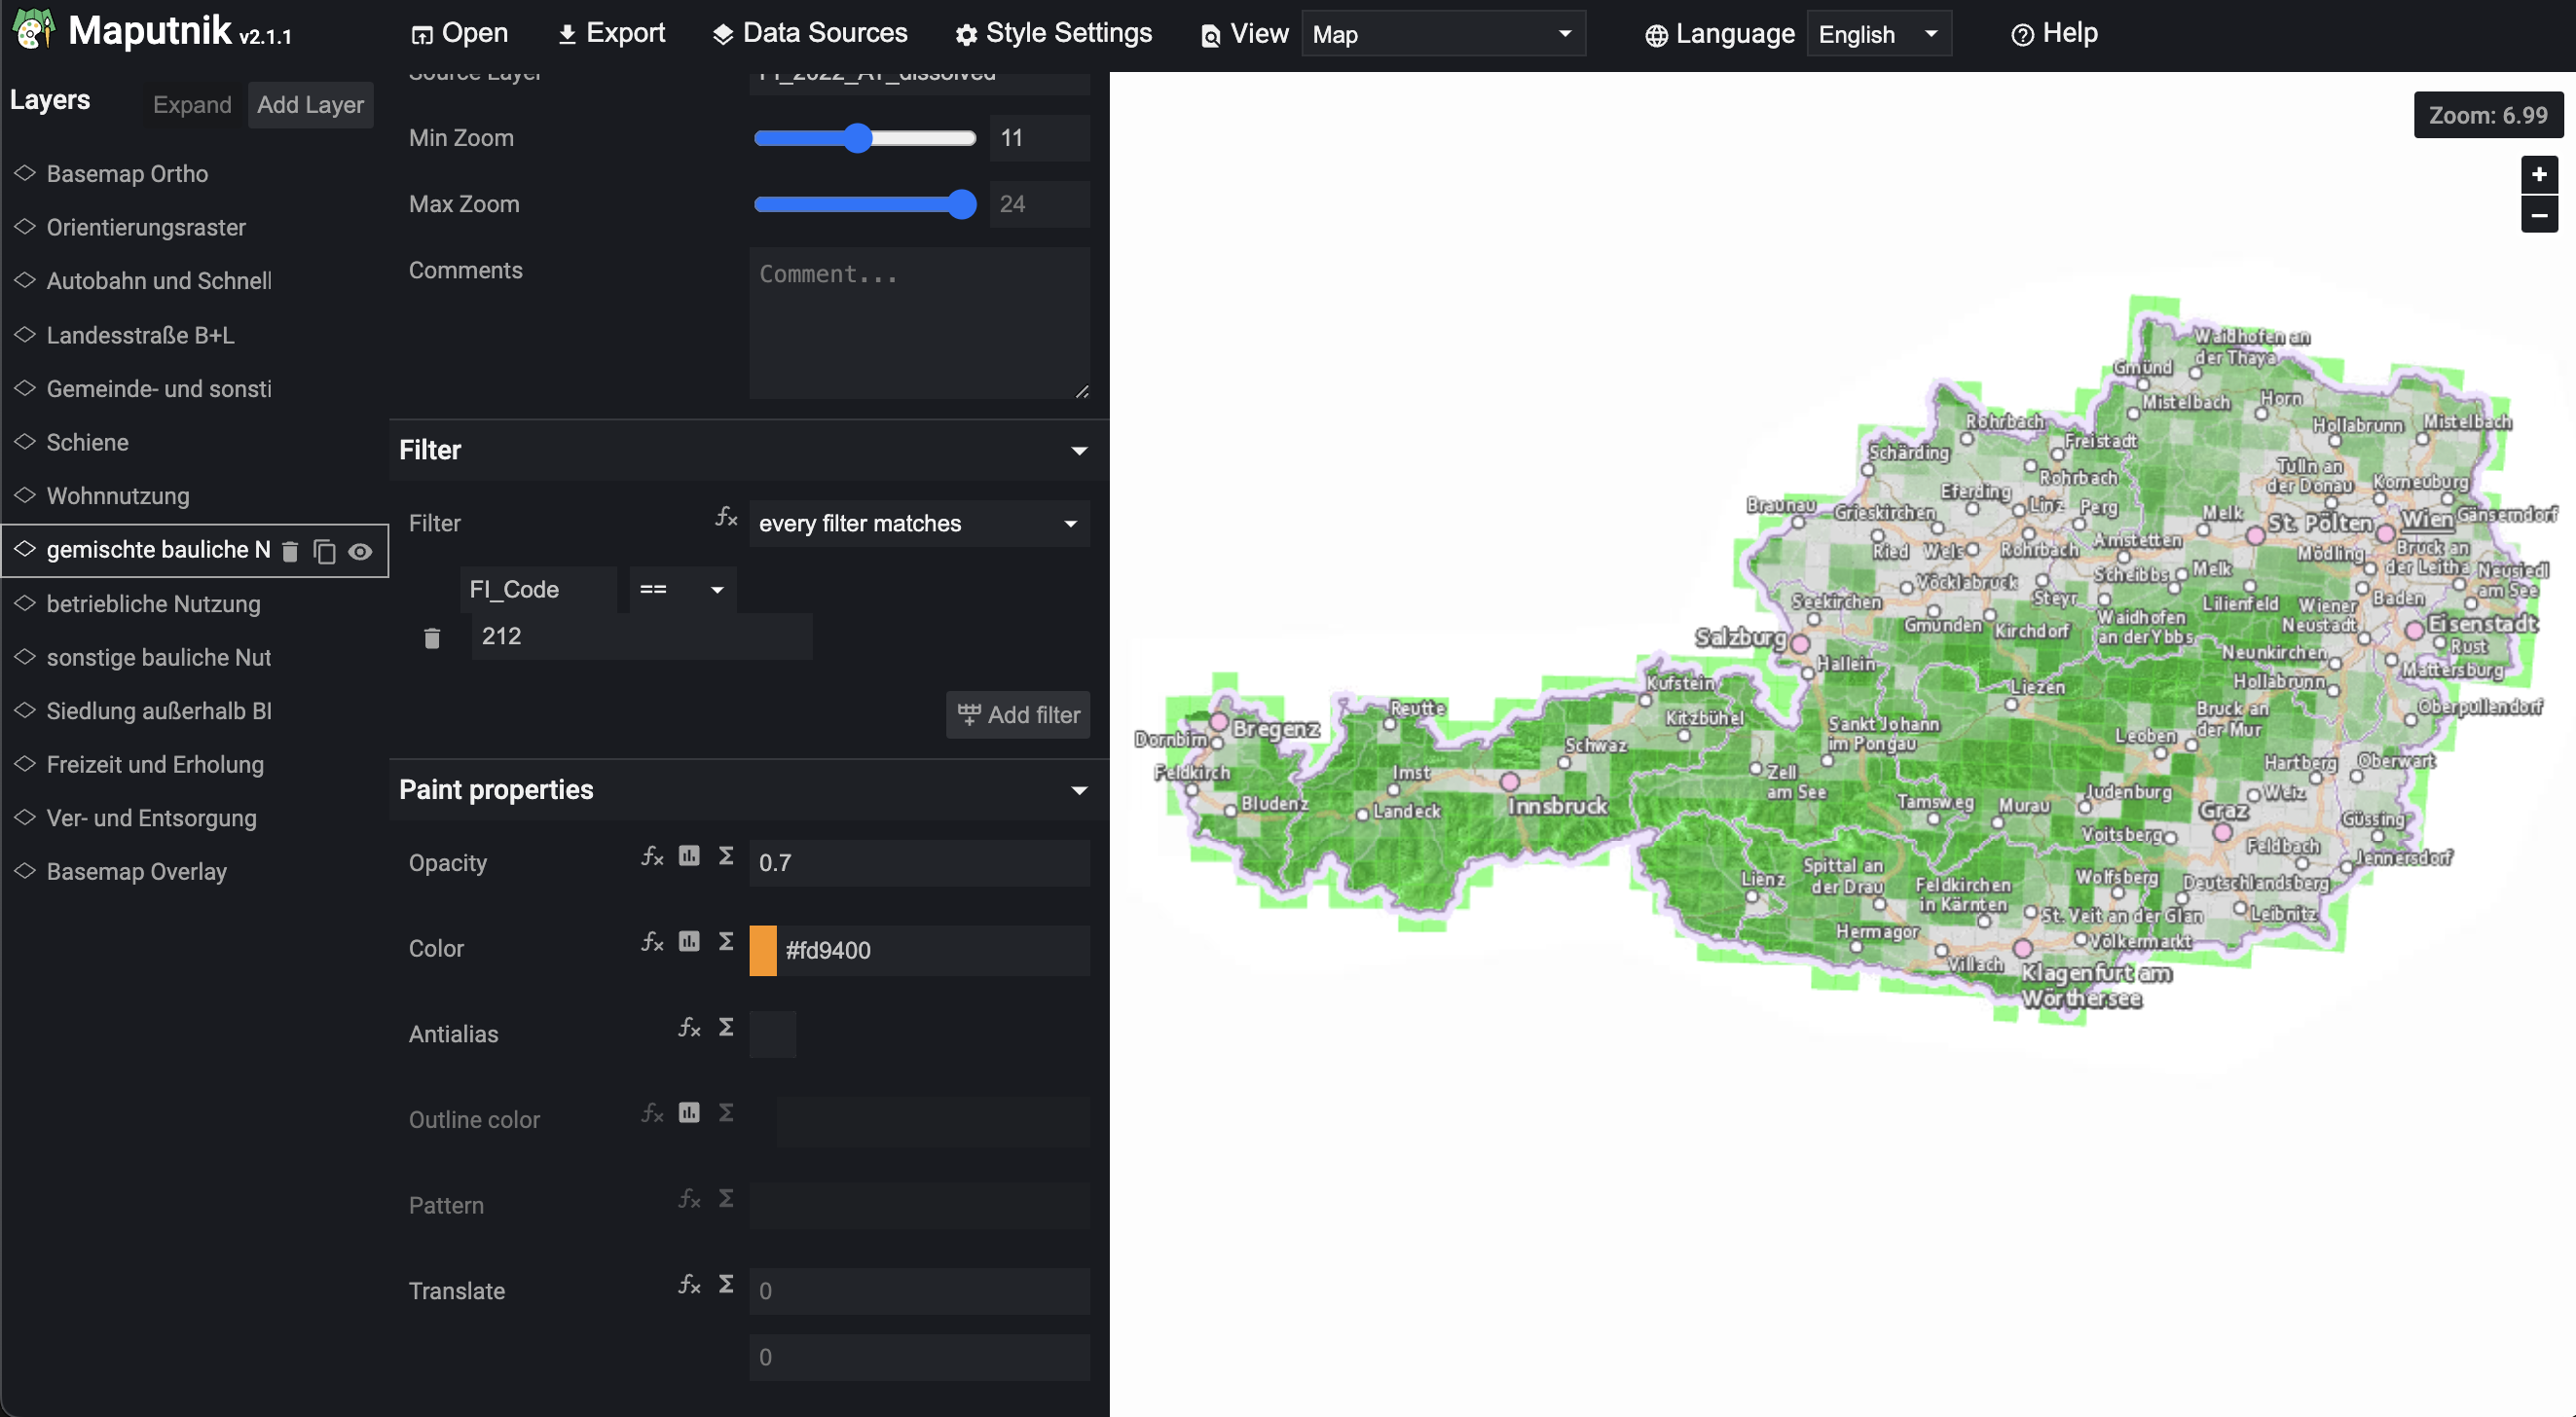 Maputnik v2.1.1
Open
Export
Data Sources
Style Settings
View
Map
Language
English
Help
Layers
Expand
Add Layer
Basemap Ortho
Orientierungsraster
Autobahn und Schnell
Landesstraße B+L
Gemeinde- und sonsti
Schiene
Wohnnutzung
gemischte bauliche N
betriebliche Nutzung
sonstige bauliche Nut
Siedlung außerhalb
Freizeit und Erholung
Ver- und Entsorgung
Basemap Overlay
Source Layer
FI_2022_AT_dissolved
Min Zoom
11
Max Zoom
24
Comments
Comment...
Filter
Filter
every filter matches
FI_Code
==
212
Add filter
Paint properties
Opacity
0.7
Color
#fd9400
Antialias
Outline color
Pattern
Translate
0
0
Zoom: 6.99
+
−
Waidhofen an
der Thaya
Gmünd
Mistelbach
Horn
Rohrbach
Freistadt
Hollabrunn
Mistelbach
Schärding
Rohrbach
Tulln an
der Donau
Korneuburg
Braunau
Grieskirchen
Eferding
Linz
Perg
Melk
St. Pölten
Wien
Gänserndorf
Ried
Wels
Rohrbach
Amstetten
Mödling
Bruck an
der Leitha
Neusiedl
am See
Vöcklabruck
Steyr
Scheibbs
Melk
Lilienfeld
Wiener
Neustadt
Baden
Seekirchen
Gmunden
Kirchdorf
Waidhofen
an der Ybbs
Eisenstadt
Rust
Salzburg
Hallein
Neunkirchen
Mattersburg
Hollabrunn
Kufstein
Liezen
Bruck an
der Mur
Oberpullendorf
Reutte
Kitzbühel
Sankt Johann
im Pongau
Leoben
Bregenz
Dornbirn
Schwaz
Hartberg
Oberwart
Feldkirch
Imst
Zell
am See
Bludenz
Landeck
Innsbruck
Tamsweg
Murau
Judenburg
Weiz
Graz
Güssing
Voitsberg
Feldbach
Jennersdorf
Lienz
Spittal an
der Drau
Feldkirchen
in Kärnten
Wolfsberg
Deutschlandsberg
Leibnitz
St. Veit an der Glan
Hermagor
Völkermarkt
Villach
Klagenfurt am
Wörthersee